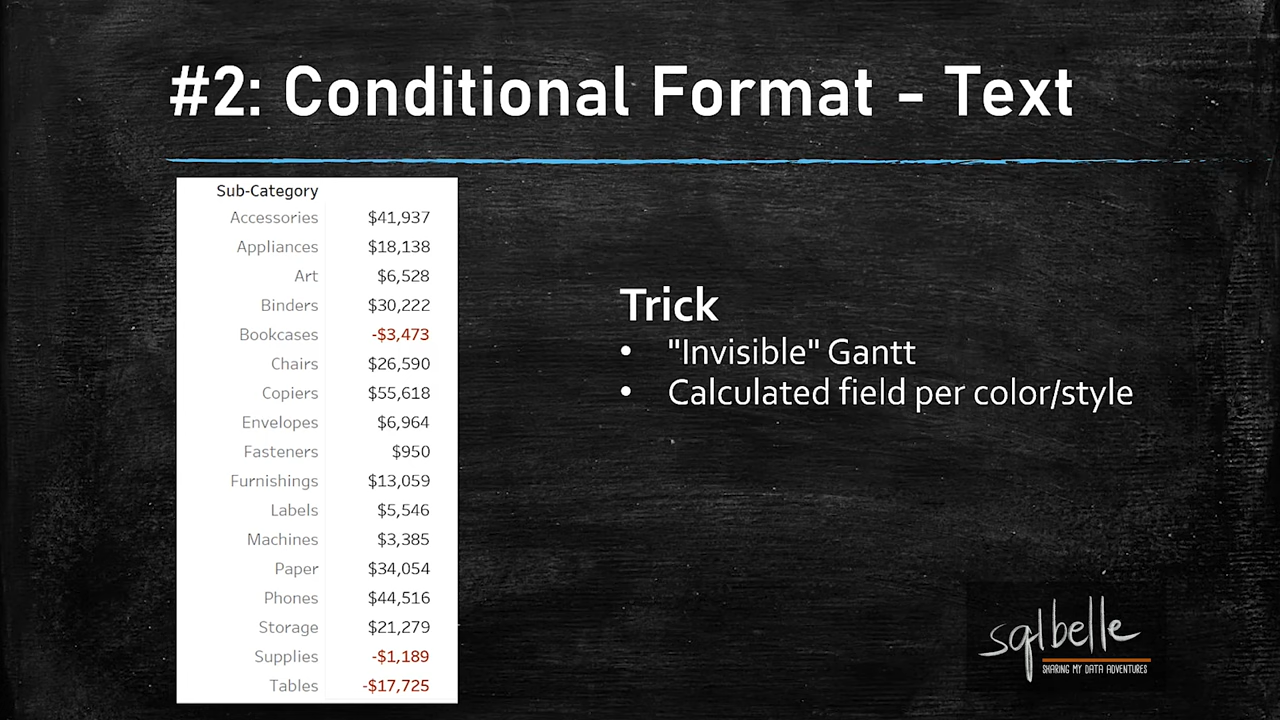 #2: Conditional Format - Text
Sub-Category
Accessories $41,937
Appliances $18,138
Art $6,528
Binders $30,222
Bookcases -$3,473
Chairs $26,590
Copiers $55,618
Envelopes $6,964
Fasteners $950
Furnishings $13,059
Labels $5,546
Machines $3,385
Paper $34,054
Phones $44,516
Storage $21,279
Supplies -$1,189
Tables -$17,725
Trick
• "Invisible" Gantt
• Calculated field per color/style
sqlbelle
SHARING MY DATA ADVENTURES